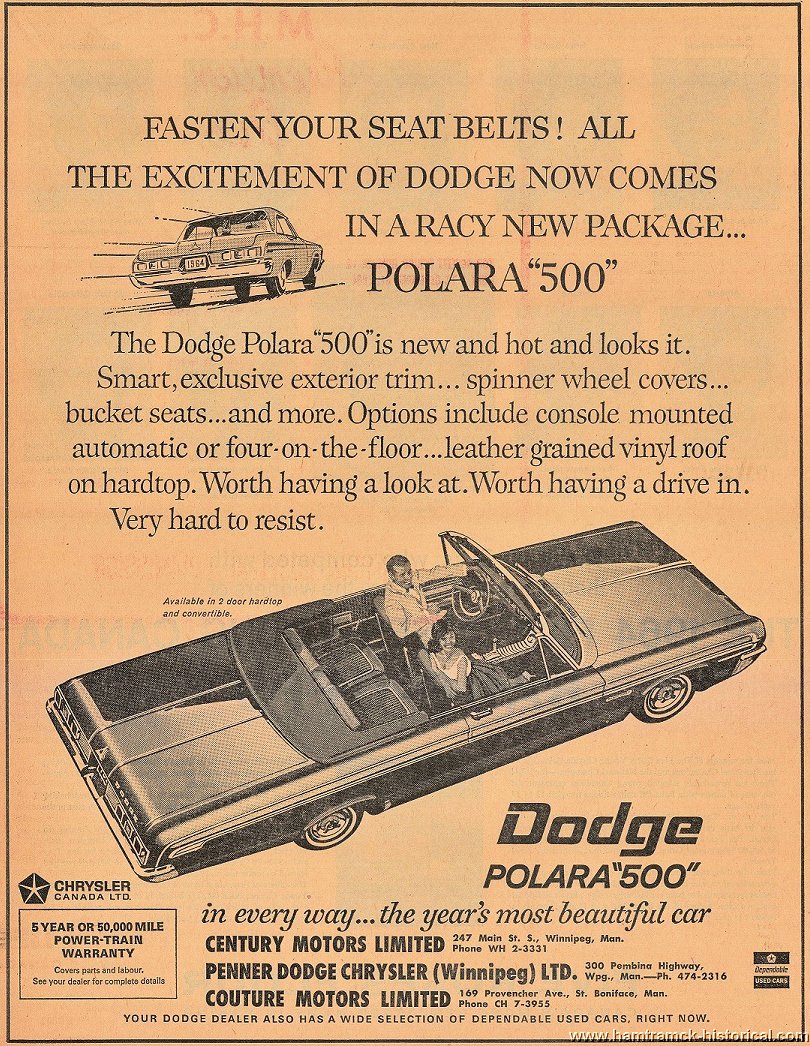 M.H.C.
FASTEN YOUR SEAT BELTS! ALL
THE EXCITEMENT OF DODGE NOW COMES
IN A RACY NEW PACKAGE...
POLARA "500"
1964
The Dodge Polara "500" is new and hot and looks it.
Smart, exclusive exterior trim... spinner wheel covers...
bucket seats...and more. Options include console mounted
automatic or four-on-the-floor...leather grained vinyl roof
on hardtop. Worth having a look at. Worth having a drive in.
Very hard to resist.
Available in 2 door hardtop
and convertible.
DODGE
Dodge
POLARA "500"
CHRYSLER
CANADA LTD.
5 YEAR OR 50,000 MILE
POWER-TRAIN
WARRANTY
Covers parts and labour.
See your dealer for complete details
in every way...the year's most beautiful car
CENTURY MOTORS LIMITED 247 Main St. S., Winnipeg, Man.
Phone WH 2-3331
PENNER DODGE CHRYSLER (Winnipeg) LTD. 300 Pembina Highway,
Wpg., Man.—Ph. 474-2316
COUTURE MOTORS LIMITED 169 Provencher Ave., St. Boniface, Man.
Phone CH 7-3955
Dependable
USED CARS
YOUR DODGE DEALER ALSO HAS A WIDE SELECTION OF DEPENDABLE USED CARS, RIGHT NOW.
www.hamtramck-historical.com